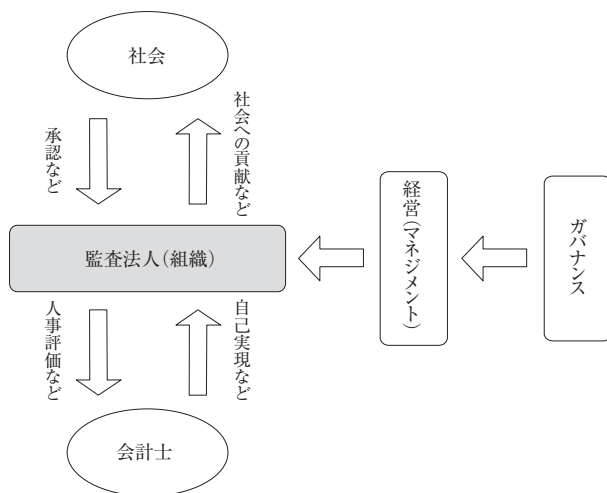 社会
承認など
社会への貢献など
監査法人（組織）
経営（マネジメント）
ガバナンス
人事評価など
自己実現など
会計士